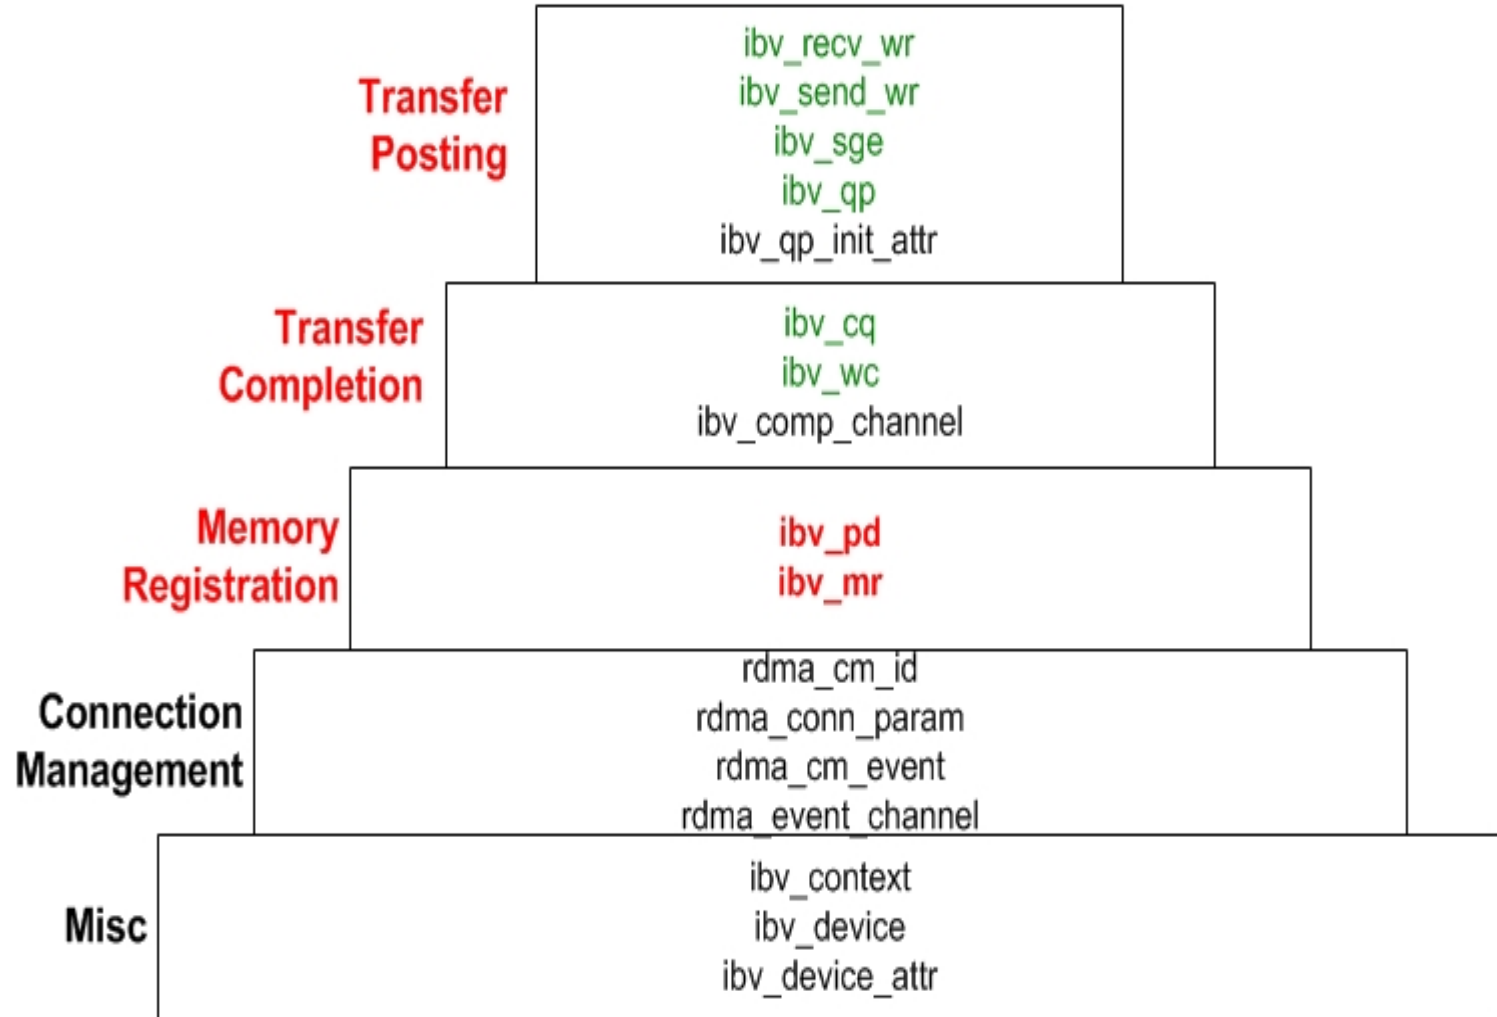 Transfer
Posting
ibv_recv_wr
ibv_send_wr
ibv_sge
ibv_qp
ibv_qp_init_attr
Transfer
Completion
ibv_cq
ibv_wc
ibv_comp_channel
Memory
Registration
ibv_pd
ibv_mr
Connection
Management
rdma_cm_id
rdma_conn_param
rdma_cm_event
rdma_event_channel
Misc
ibv_context
ibv_device
ibv_device_attr